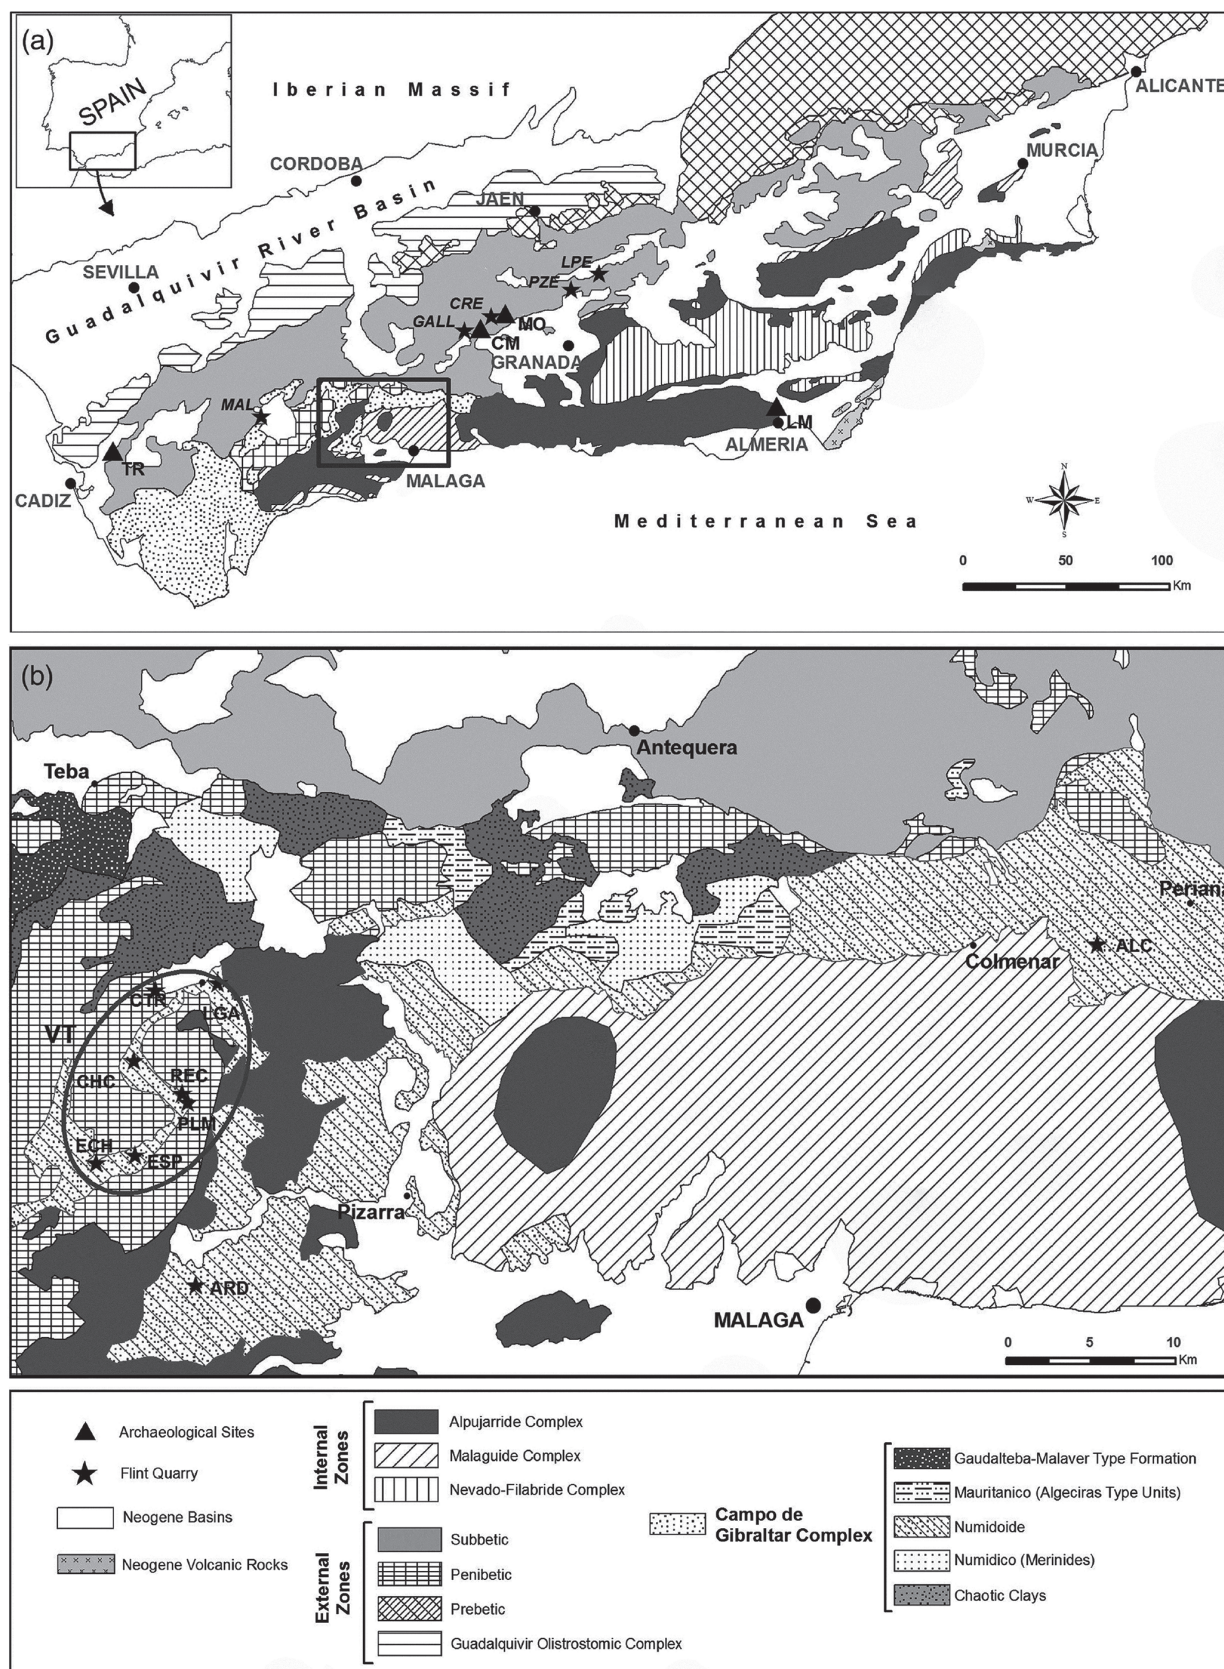 (a)
SPAIN
Iberian Massif
ALICANTE
CORDOBA
MURCIA
JAEN
Guadalquivir River Basin
SEVILLA
LPE
PZE
CRE
GALL
MO
CM
GRANADA
MAL
LM
ALMERIA
TR
CADIZ
MALAGA
Mediterranean Sea
N
W E
S
0 50 100
Km
(b)
Antequera
Teba
Periana
Colmenar
ALC
CTR
LGA
VT
CHC
REC
PLM
ECH
ESP
Pizarra
ARD
MALAGA
0 5 10
Km
Archaeological Sites
Flint Quarry
Neogene Basins
Neogene Volcanic Rocks
Internal
Zones
Alpujarride Complex
Malaguide Complex
Nevado-Filabride Complex
External
Zones
Subbetic
Penibetic
Prebetic
Guadalquivir Olistrostomic Complex
Campo de
Gibraltar Complex
Gaudalteba-Malaver Type Formation
Mauritanico (Algeciras Type Units)
Numidoide
Numidico (Merinides)
Chaotic Clays